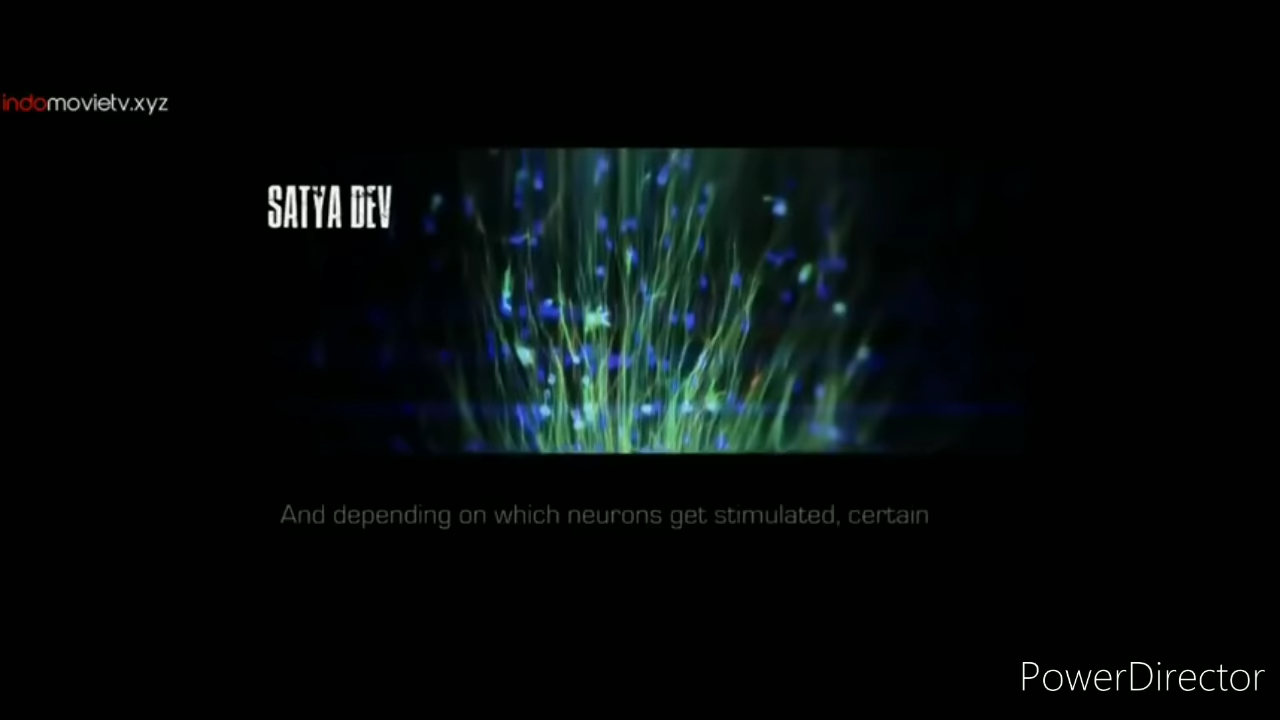 indomovietv.xyz
SATYA DEV
And depending on which neurons get stimulated, certain
PowerDirector